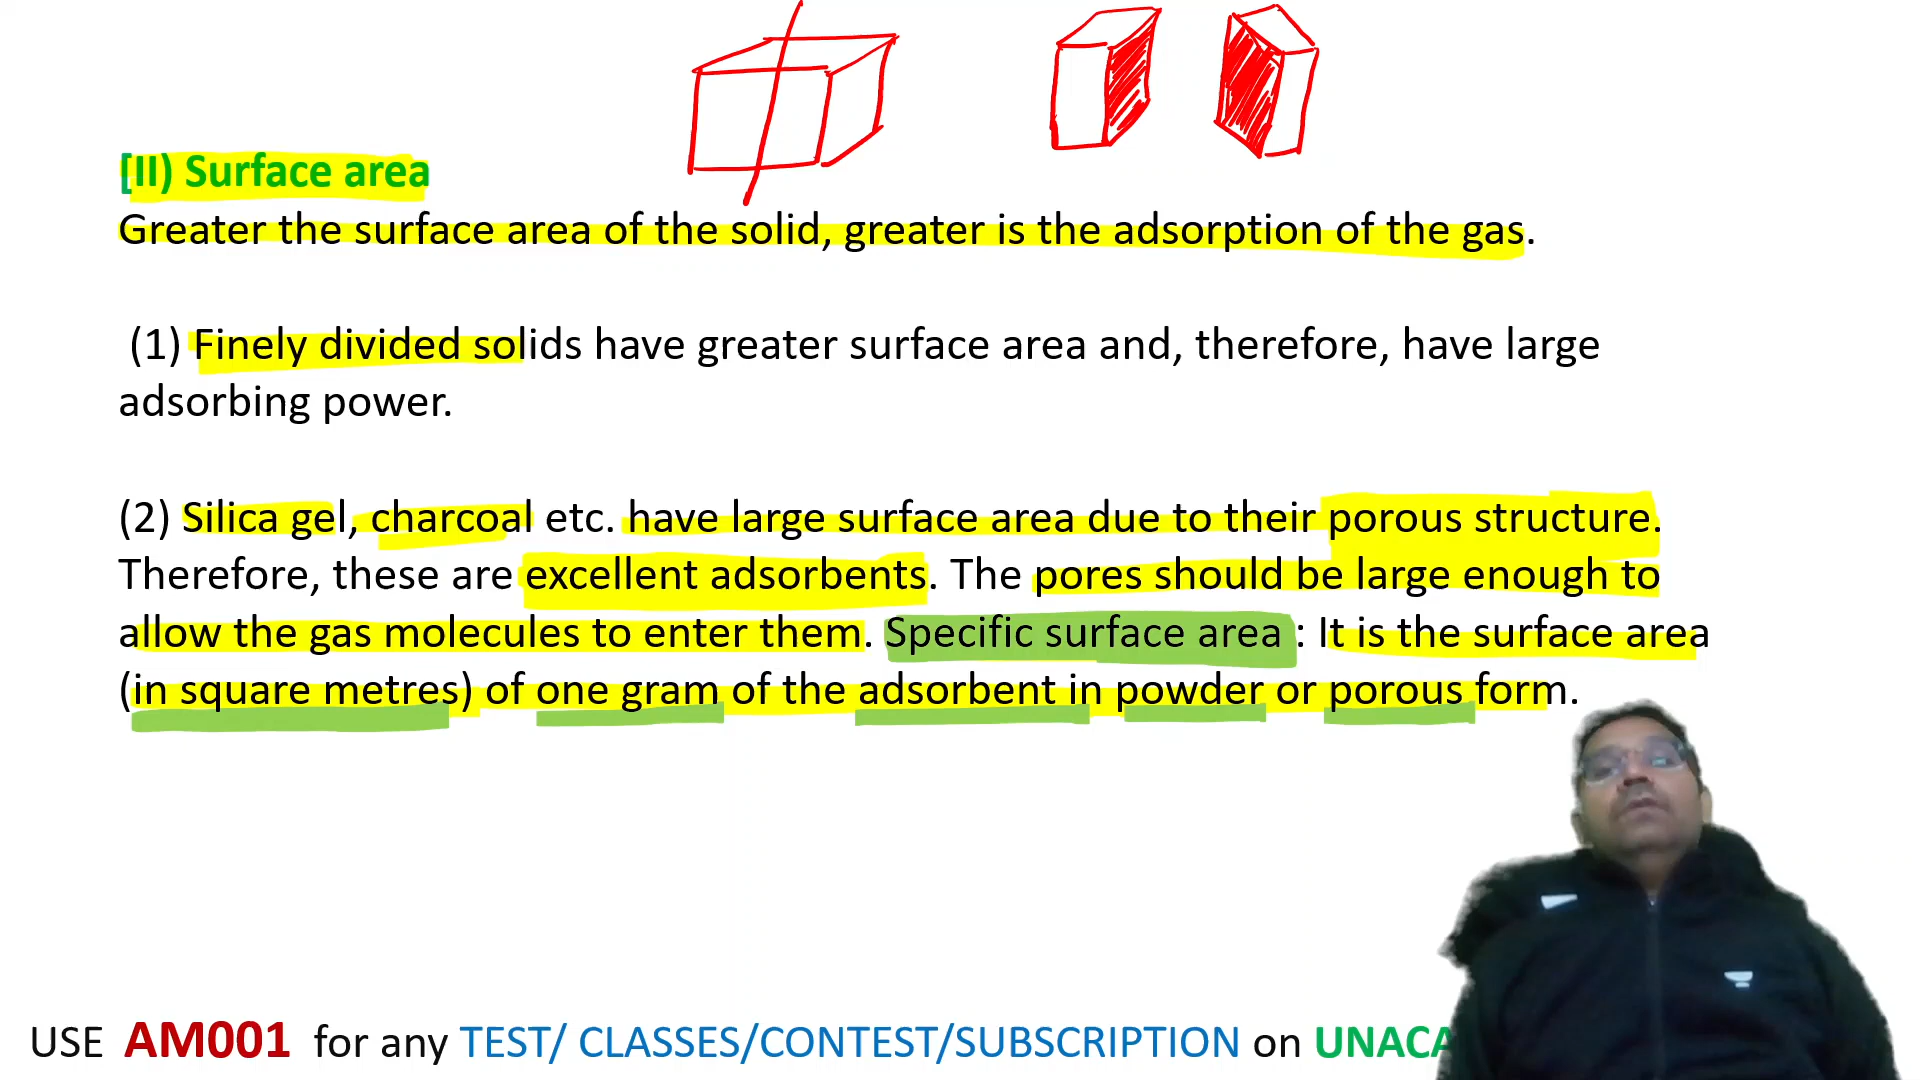 [II) Surface area
Greater the surface area of the solid, greater is the adsorption of the gas.
(1) Finely divided solids have greater surface area and, therefore, have large
adsorbing power.
(2) Silica gel, charcoal etc. have large surface area due to their porous structure.
Therefore, these are excellent adsorbents. The pores should be large enough to
allow the gas molecules to enter them. Specific surface area : It is the surface area
(in square metres) of one gram of the adsorbent in powder or porous form.
USE AM001 for any TEST/ CLASSES/CONTEST/SUBSCRIPTION on UNACA